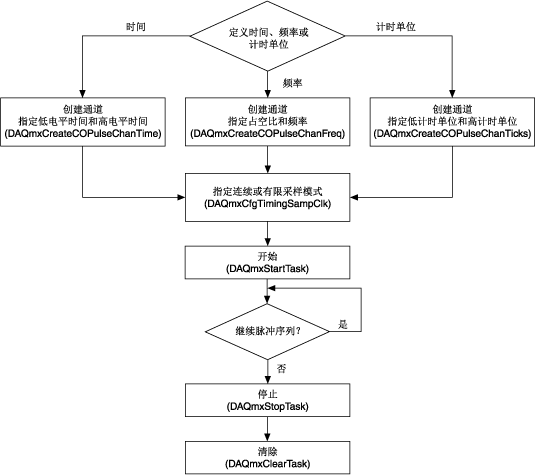 定义时间、频率或
计时单位
时间
频率
计时单位
创建通道
指定低电平时间和高电平时间
(DAQmxCreateCOPulseChanTime)
创建通道
指定占空比和频率
(DAQmxCreateCOPulseChanFreq)
创建通道
指定低计时单位和高计时单位
(DAQmxCreateCOPulseChanTicks)
指定连续或有限采样模式
(DAQmxCfgTimingSampClk)
开始
(DAQmxStartTask)
继续脉冲序列?
是
否
停止
(DAQmxStopTask)
清除
(DAQmxClearTask)